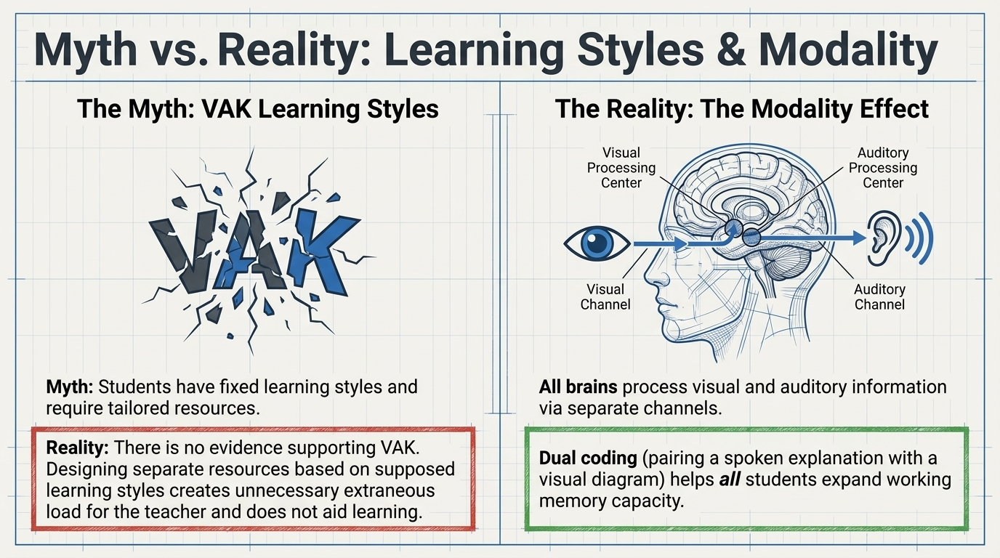 Myth vs. Reality: Learning Styles & Modality
The Myth: VAK Learning Styles
VAK
Myth: Students have fixed learning styles and
require tailored resources.
Reality: There is no evidence supporting VAK.
Designing separate resources based on supposed
learning styles creates unnecessary extraneous
load for the teacher and does not aid learning.
The Reality: The Modality Effect
Visual
Processing
Center
Auditory
Processing
Center
Visual
Channel
Auditory
Channel
All brains process visual and auditory information
via separate channels.
Dual coding (pairing a spoken explanation with a
visual diagram) helps all students expand working
memory capacity.